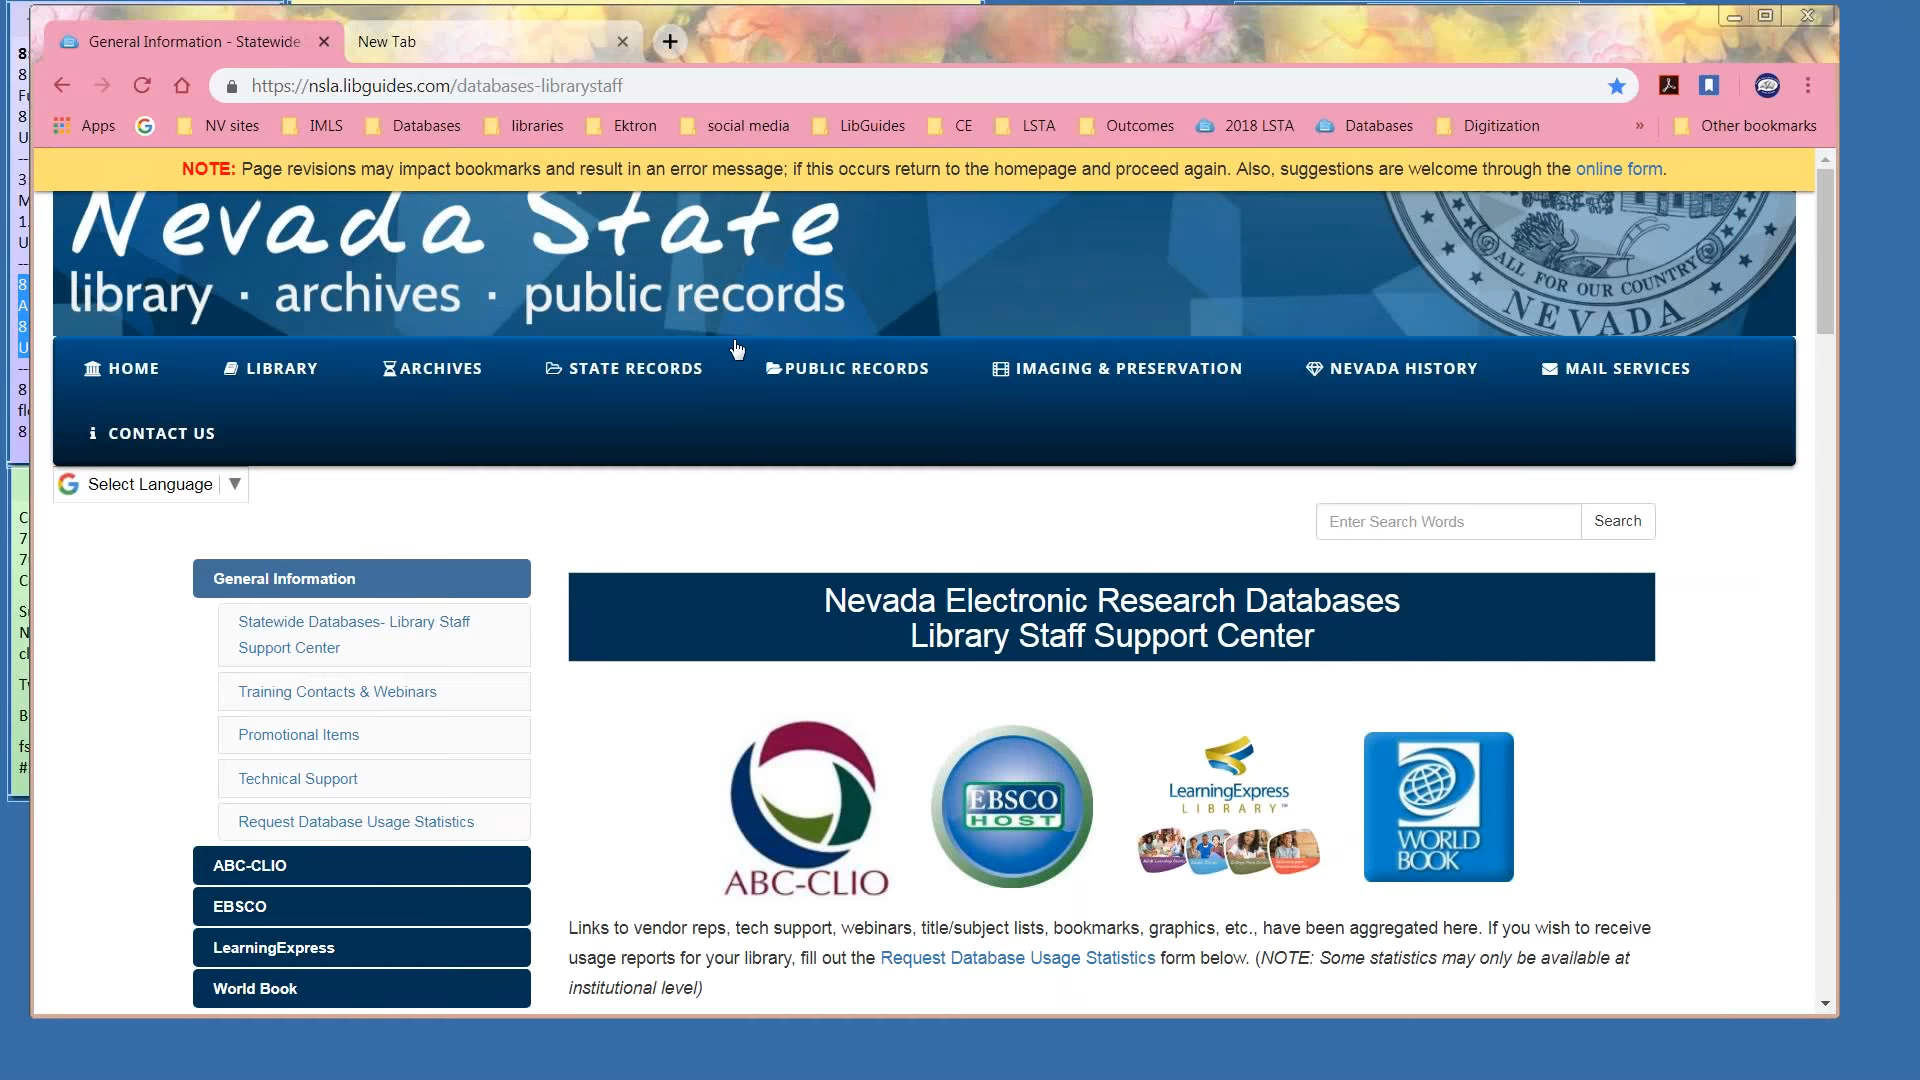 General Information - Statewide
New Tab
https://nsla.libguides.com/databases-librarystaff
Apps
NV sites
IMLS
Databases
libraries
Ektron
social media
LibGuides
CE
LSTA
Outcomes
2018 LSTA
Databases
Digitization
»
Other bookmarks
NOTE: Page revisions may impact bookmarks and result in an error message; if this occurs return to the homepage and proceed again. Also, suggestions are welcome through the online form.
Nevada State
library · archives · public records
ALL FOR OUR COUNTRY
NEVADA
HOME
LIBRARY
ARCHIVES
STATE RECORDS
PUBLIC RECORDS
IMAGING & PRESERVATION
NEVADA HISTORY
MAIL SERVICES
CONTACT US
Select Language
Enter Search Words
Search
General Information
Statewide Databases- Library Staff
Support Center
Training Contacts & Webinars
Promotional Items
Technical Support
Request Database Usage Statistics
ABC-CLIO
EBSCO
LearningExpress
World Book
Nevada Electronic Research Databases
Library Staff Support Center
ABC-CLIO
EBSCO
HOST
LearningExpress
LIBRARY™
WORLD
BOOK
Links to vendor reps, tech support, webinars, title/subject lists, bookmarks, graphics, etc., have been aggregated here. If you wish to receive
usage reports for your library, fill out the Request Database Usage Statistics form below. (NOTE: Some statistics may only be available at
institutional level)